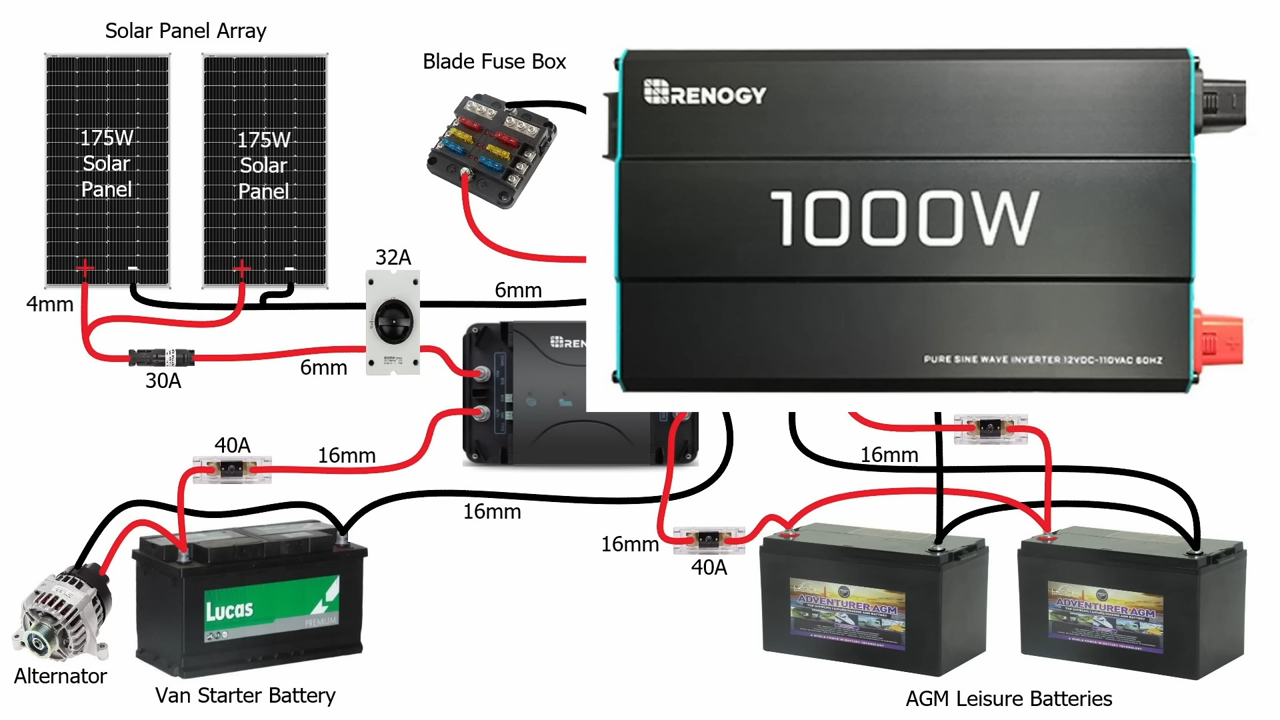 Solar Panel Array
Blade Fuse Box
175W
Solar
Panel
175W
Solar
Panel
RENOGY
1000W
PURE SINE WAVE INVERTER 12VDC-110VAC 60HZ
32A
4mm
6mm
6mm
30A
REN
40A
16mm
16mm
16mm
16mm
40A
Lucas
PREMIUM
ADVENTURER AGM
ADVENTURER AGM
Alternator
Van Starter Battery
AGM Leisure Batteries